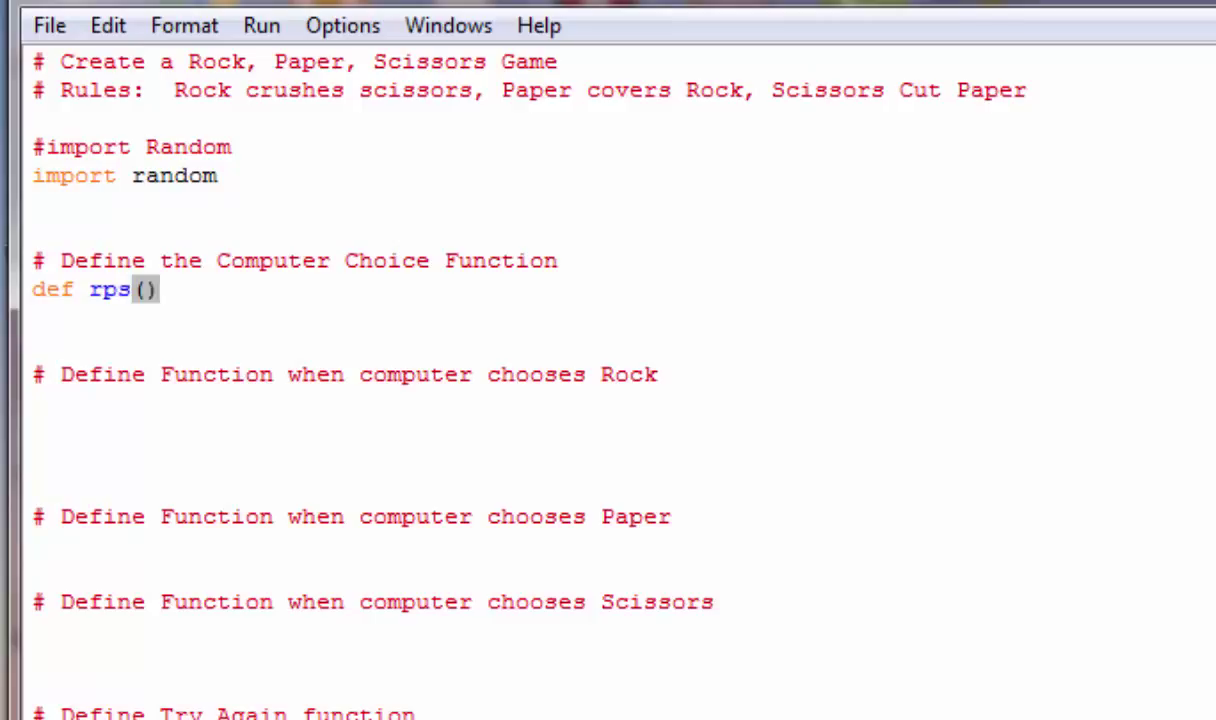 File Edit Format Run Options Windows Help
# Create a Rock, Paper, Scissors Game
# Rules:  Rock crushes scissors, Paper covers Rock, Scissors Cut Paper
#import Random
import random
# Define the Computer Choice Function
def rps()
# Define Function when computer chooses Rock
# Define Function when computer chooses Paper
# Define Function when computer chooses Scissors
# Define Try Again function